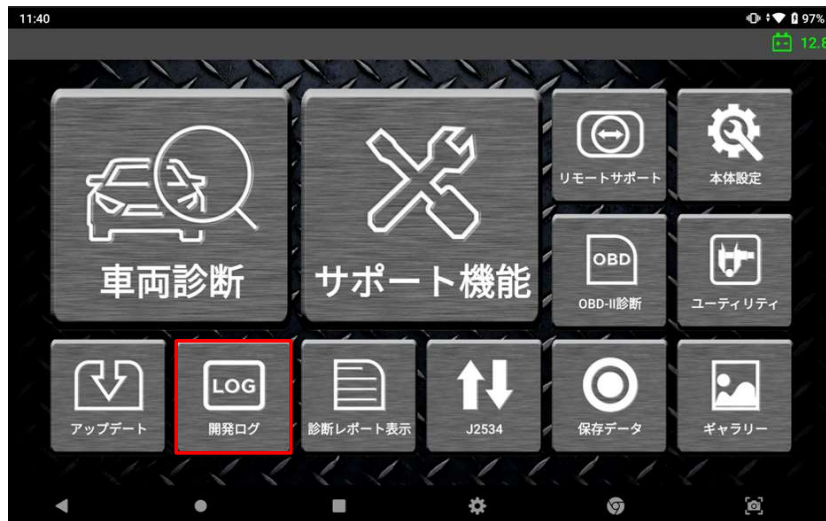 11:40
97%
12.8
車両診断
サポート機能
リモートサポート
本体設定
OBD
OBD-II診断
ユーティリティ
アップデート
LOG
開発ログ
診断レポート表示
J2534
保存データ
ギャラリー